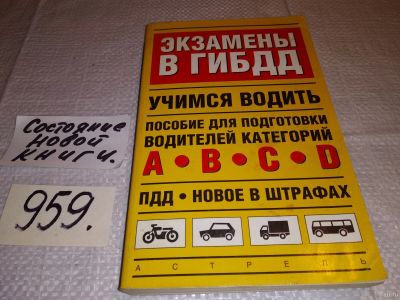 ЭКЗАМЕНЫ
В ГИБДД
УЧИМСЯ ВОДИТЬ
ПОСОБИЕ ДЛЯ ПОДГОТОВКИ
ВОДИТЕЛЕЙ КАТЕГОРИЙ
А • В • С • D
ПДД • НОВОЕ В ШТРАФАХ
АСТРЕЛЬ
Состояние
Новой
книги.
959.